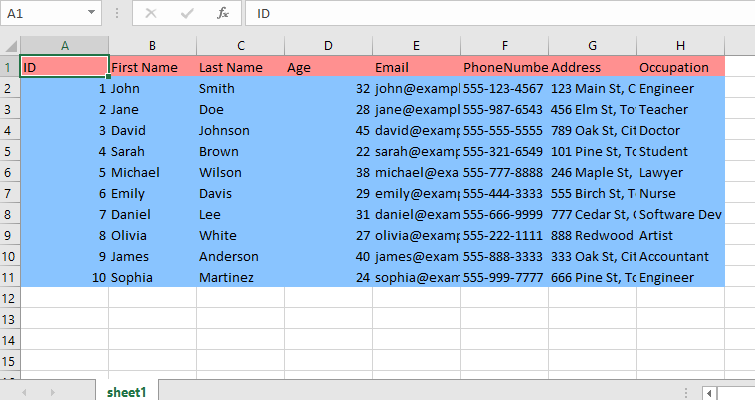 A1 fx ID
A B C D E F G H
1 ID First Name Last Name Age Email PhoneNumbe Address Occupation
2 1 John Smith 32 john@exampl 555-123-4567 123 Main St, C Engineer
3 2 Jane Doe 28 jane@exampl 555-987-6543 456 Elm St, To Teacher
4 3 David Johnson 45 david@exam 555-555-5555 789 Oak St, Cit Doctor
5 4 Sarah Brown 22 sarah@exam 555-321-6549 101 Pine St, To Student
6 5 Michael Wilson 38 michael@exa 555-777-8888 246 Maple St, Lawyer
7 6 Emily Davis 29 emily@exam 555-444-3333 555 Birch St, T Nurse
8 7 Daniel Lee 31 daniel@exam 555-666-9999 777 Cedar St, Software Dev
9 8 Olivia White 27 olivia@exam 555-222-1111 888 Redwood Artist
10 9 James Anderson 40 james@exam 555-888-3333 333 Oak St, Cit Accountant
11 10 Sophia Martinez 24 sophia@exam 555-999-7777 666 Pine St, To Engineer
12
13
14
15
sheet1